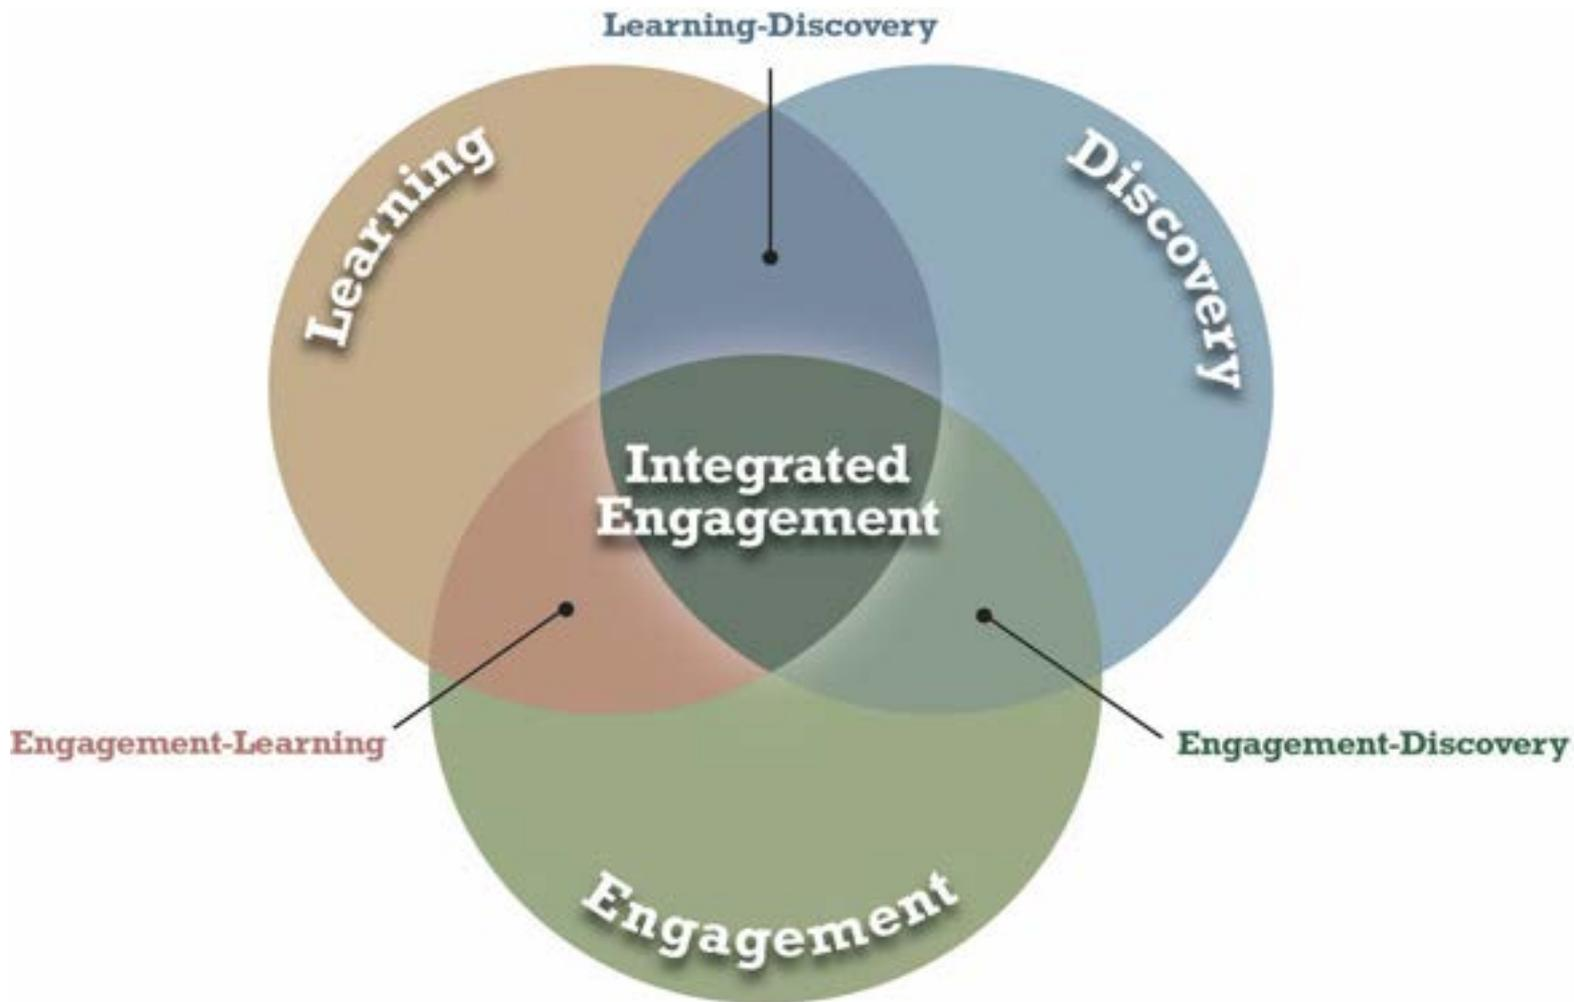 Learning-Discovery
Learning
Discovery
Integrated
Engagement
Engagement-Learning
Engagement-Discovery
Engagement